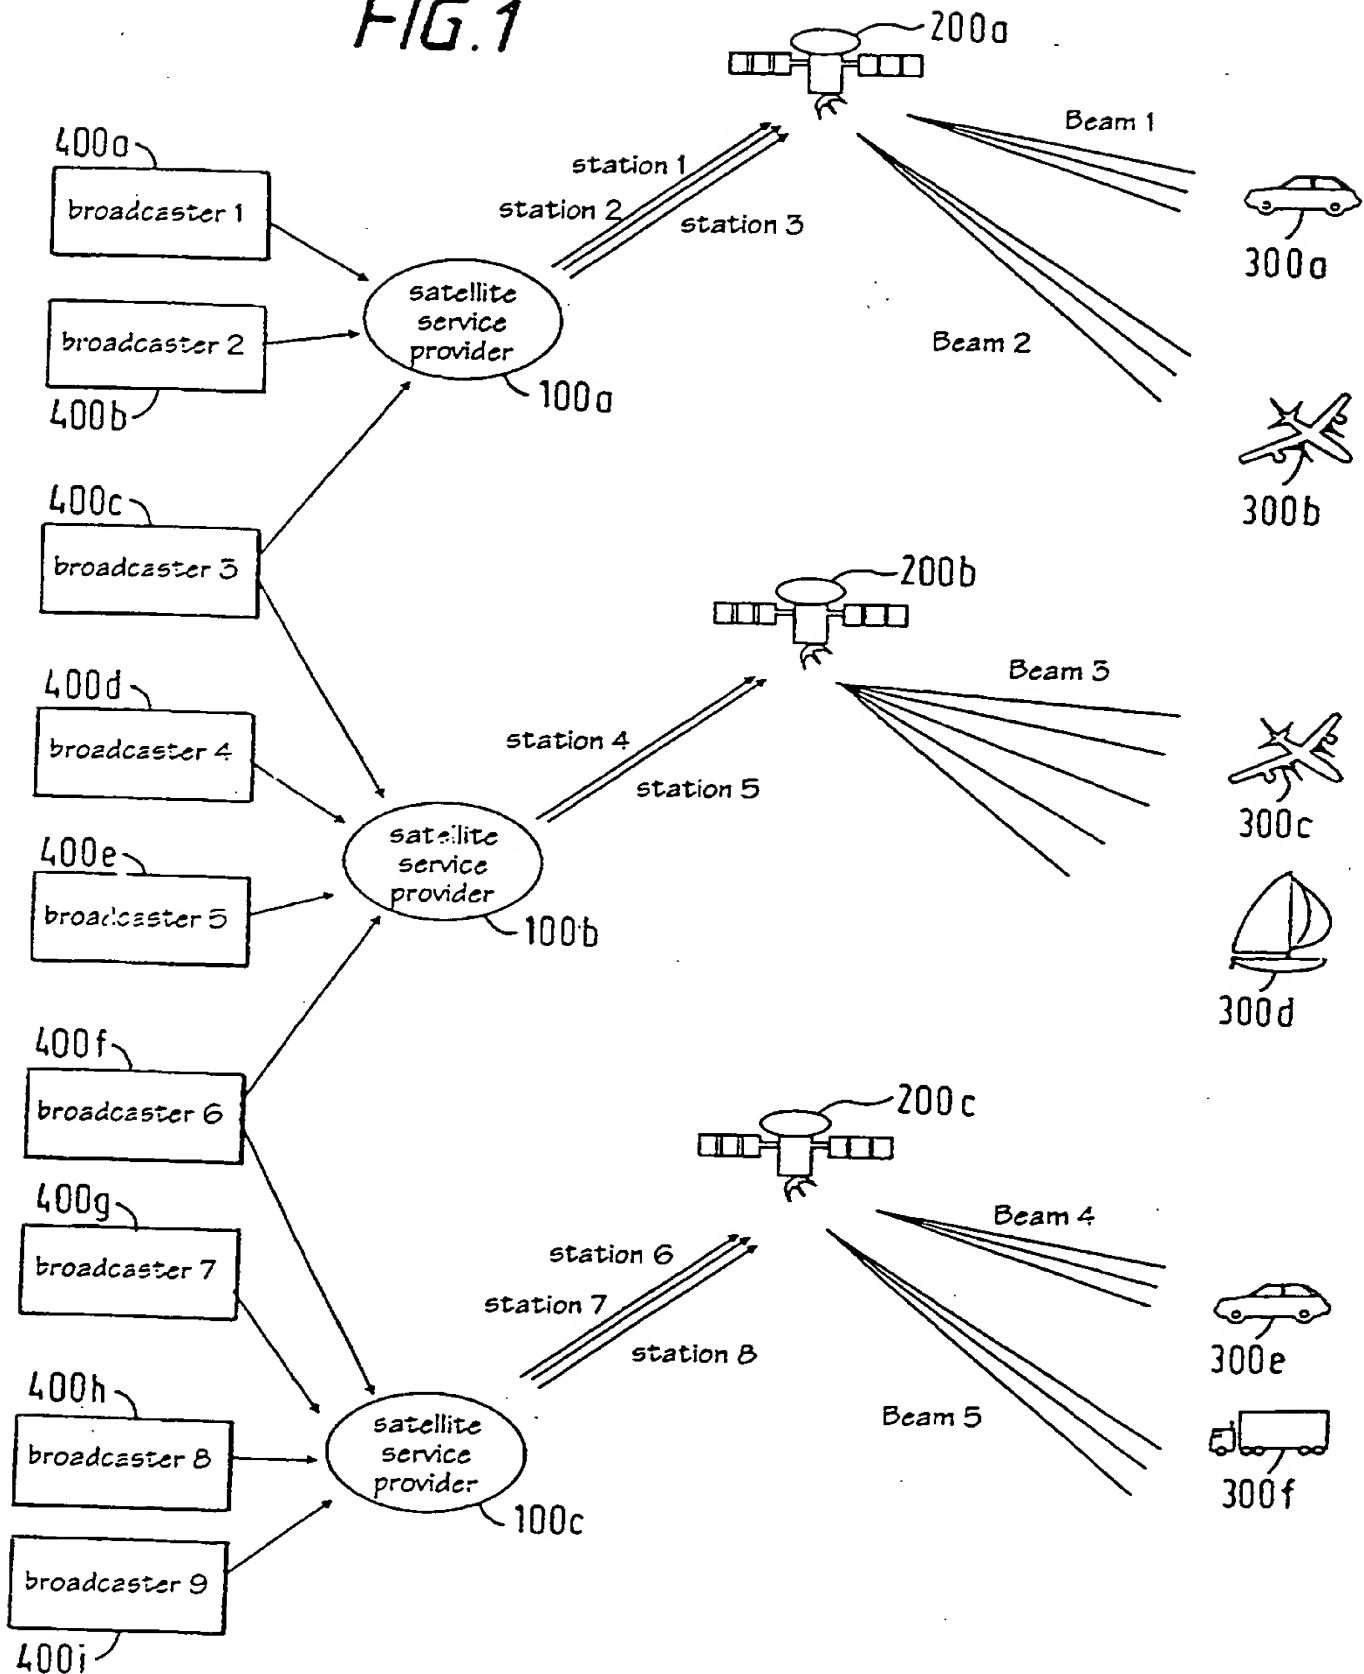 FIG.1
200a
Beam 1
400a
station 1
broadcaster 1
station 2
station 3
300a
satellite
service
provider
broadcaster 2
Beam 2
100a
400b
400c
300b
broadcaster 3
200b
Beam 3
400d
station 4
broadcaster 4
station 5
300c
satellite
service
provider
400e
broadcaster 5
100b
300d
400f
200c
broadcaster 6
400g
Beam 4
station 6
broadcaster 7
station 7
station 8
300e
400h
Beam 5
satellite
service
provider
broadcaster 8
300f
100c
broadcaster 9
400i